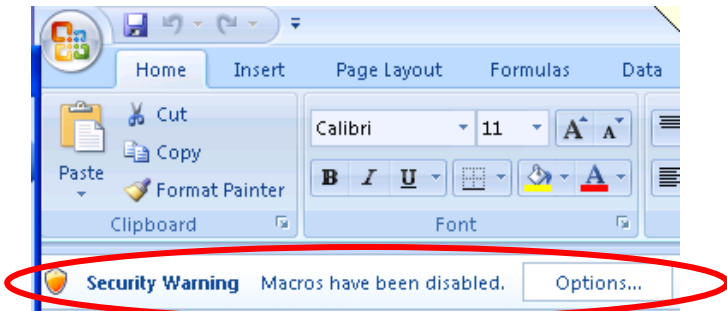 Home Insert Page Layout Formulas Data
Cut
Calibri 11 A A
Copy
Paste
B I U A
Format Painter
Clipboard Font
Security Warning Macros have been disabled. Options...